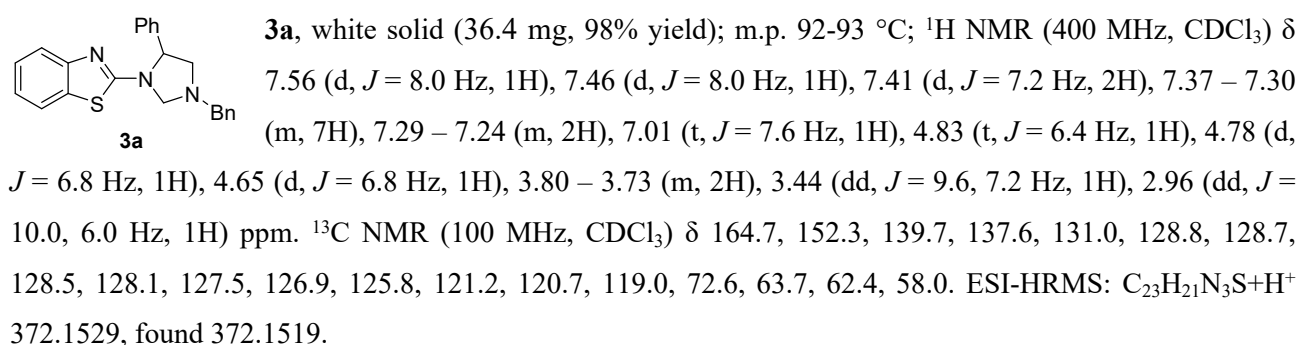 Ph
N
N
S
N
Bn
3a
3a, white solid (36.4 mg, 98% yield); m.p. 92-93 °C; ¹H NMR (400 MHz, CDCl₃) δ
7.56 (d, J = 8.0 Hz, 1H), 7.46 (d, J = 8.0 Hz, 1H), 7.41 (d, J = 7.2 Hz, 2H), 7.37 – 7.30
(m, 7H), 7.29 – 7.24 (m, 2H), 7.01 (t, J = 7.6 Hz, 1H), 4.83 (t, J = 6.4 Hz, 1H), 4.78 (d,
J = 6.8 Hz, 1H), 4.65 (d, J = 6.8 Hz, 1H), 3.80 – 3.73 (m, 2H), 3.44 (dd, J = 9.6, 7.2 Hz, 1H), 2.96 (dd, J =
10.0, 6.0 Hz, 1H) ppm. ¹³C NMR (100 MHz, CDCl₃) δ 164.7, 152.3, 139.7, 137.6, 131.0, 128.8, 128.7,
128.5, 128.1, 127.5, 126.9, 125.8, 121.2, 120.7, 119.0, 72.6, 63.7, 62.4, 58.0. ESI-HRMS: C₂₃H₂₁N₃S+H⁺
372.1529, found 372.1519.